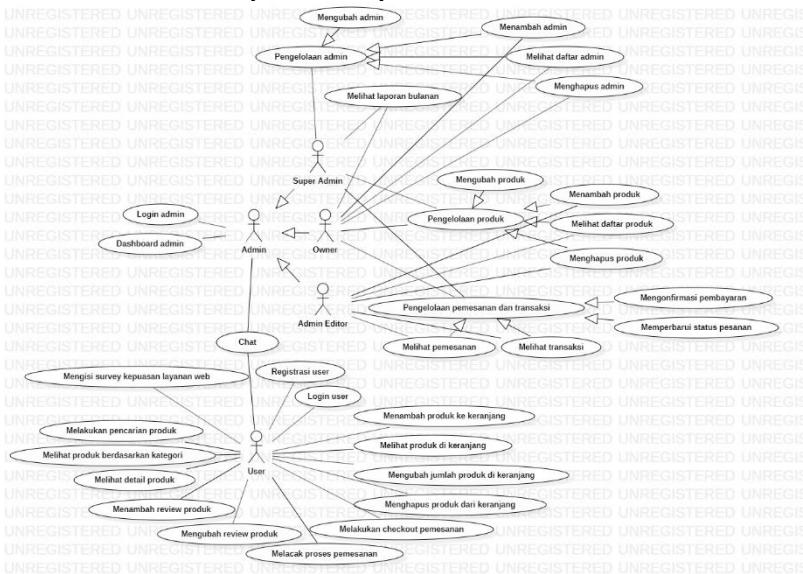 Mengubah admin
Menambah admin
Pengelolaan admin
Melihat daftar admin
Menghapus admin
Melihat laporan bulanan
Super Admin
Mengubah produk
Menambah produk
Login admin
Pengelolaan produk
Melihat daftar produk
Dashboard admin
Admin
Owner
Menghapus produk
Admin Editor
Pengelolaan pemesanan dan transaksi
Mengonfirmasi pembayaran
Memperbarui status pesanan
Chat
Melihat pemesanan
Melihat transaksi
Mengisi survey kepuasan layanan web
Registrasi user
Login user
Melakukan pencarian produk
Menambah produk ke keranjang
Melihat produk berdasarkan kategori
Melihat produk di keranjang
User
Melihat detail produk
Mengubah jumlah produk di keranjang
Menambah review produk
Menghapus produk dari keranjang
Mengubah review produk
Melakukan checkout pemesanan
Melacak proses pemesanan
UNREGISTERED